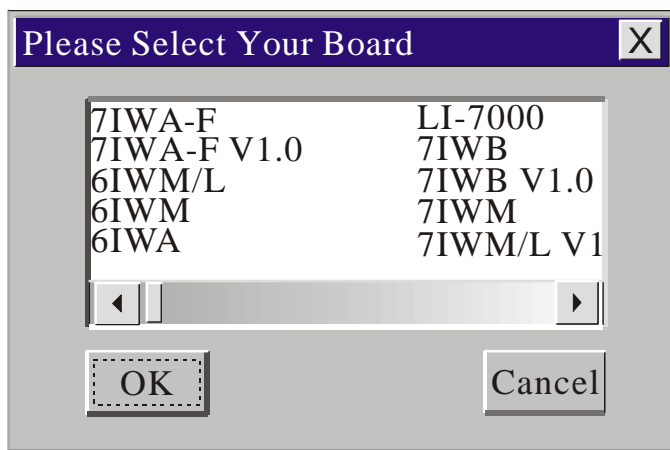 Please Select Your Board X
7IWA-F LI-7000
7IWA-F V1.0 7IWB
6IWM/L 7IWB V1.0
6IWM 7IWM
6IWA 7IWM/L V1
OK Cancel